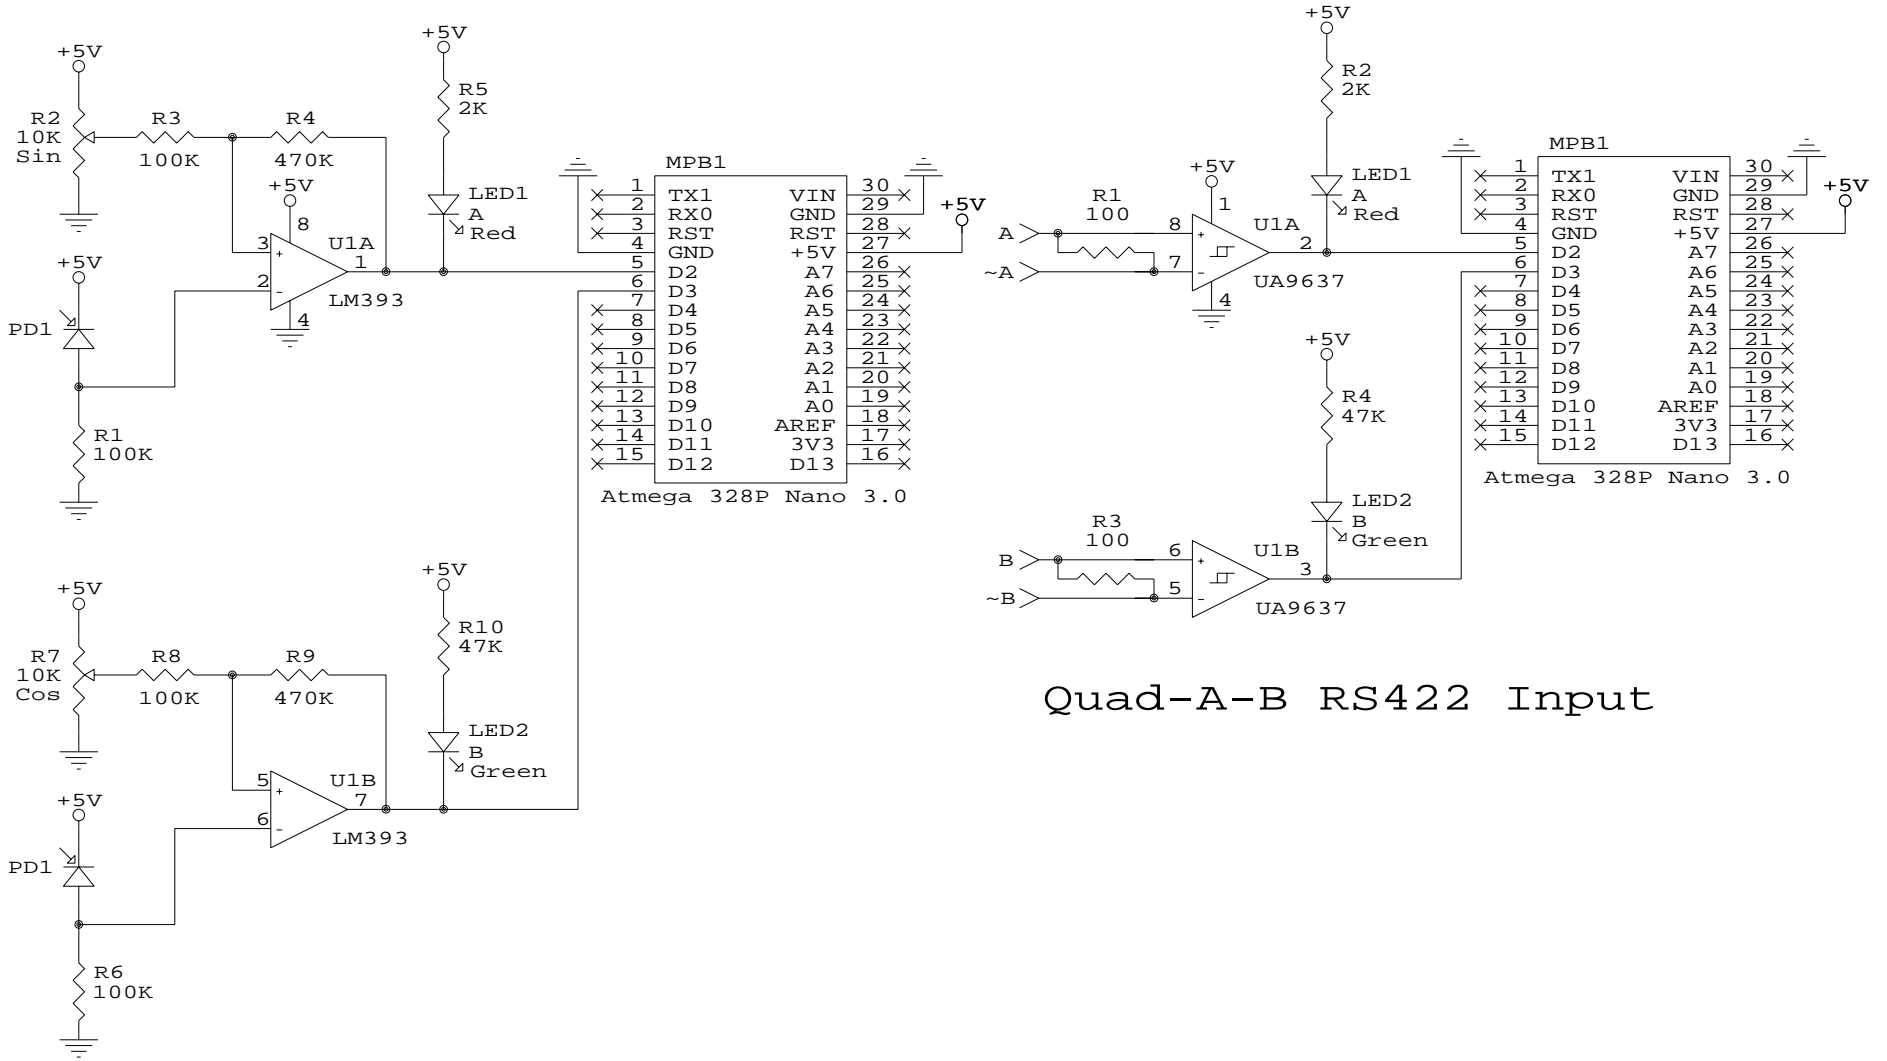 +5V
R2
10K
Sin
R3
100K
R4
470K
+5V
8
3
+
2
-
U1A
1
LM393
4
+5V
PD1
R1
100K
+5V
R5
2K
LED1
A
Red
MPB1
1 TX1 VIN 30
2 RX0 GND 29
3 RST RST 28
4 GND +5V 27
5 D2 A7 26
6 D3 A6 25
7 D4 A5 24
8 D5 A4 23
9 D6 A3 22
10 D7 A2 21
11 D8 A1 20
12 D9 A0 19
13 D10 AREF 18
14 D11 3V3 17
15 D12 D13 16
+5V
Atmega 328P Nano 3.0
+5V
R7
10K
Cos
R8
100K
R9
470K
5
+
6
-
U1B
7
LM393
+5V
PD1
R6
100K
+5V
R10
47K
LED2
B
Green
A
~A
R1
100
+5V
1
8
+
7
-
U1A
2
UA9637
4
+5V
R2
2K
LED1
A
Red
MPB1
1 TX1 VIN 30
2 RX0 GND 29
3 RST RST 28
4 GND +5V 27
5 D2 A7 26
6 D3 A6 25
7 D4 A5 24
8 D5 A4 23
9 D6 A3 22
10 D7 A2 21
11 D8 A1 20
12 D9 A0 19
13 D10 AREF 18
14 D11 3V3 17
15 D12 D13 16
+5V
Atmega 328P Nano 3.0
+5V
R4
47K
LED2
B
Green
B
~B
R3
100
6
+
5
-
U1B
3
UA9637
Quad-A-B RS422 Input